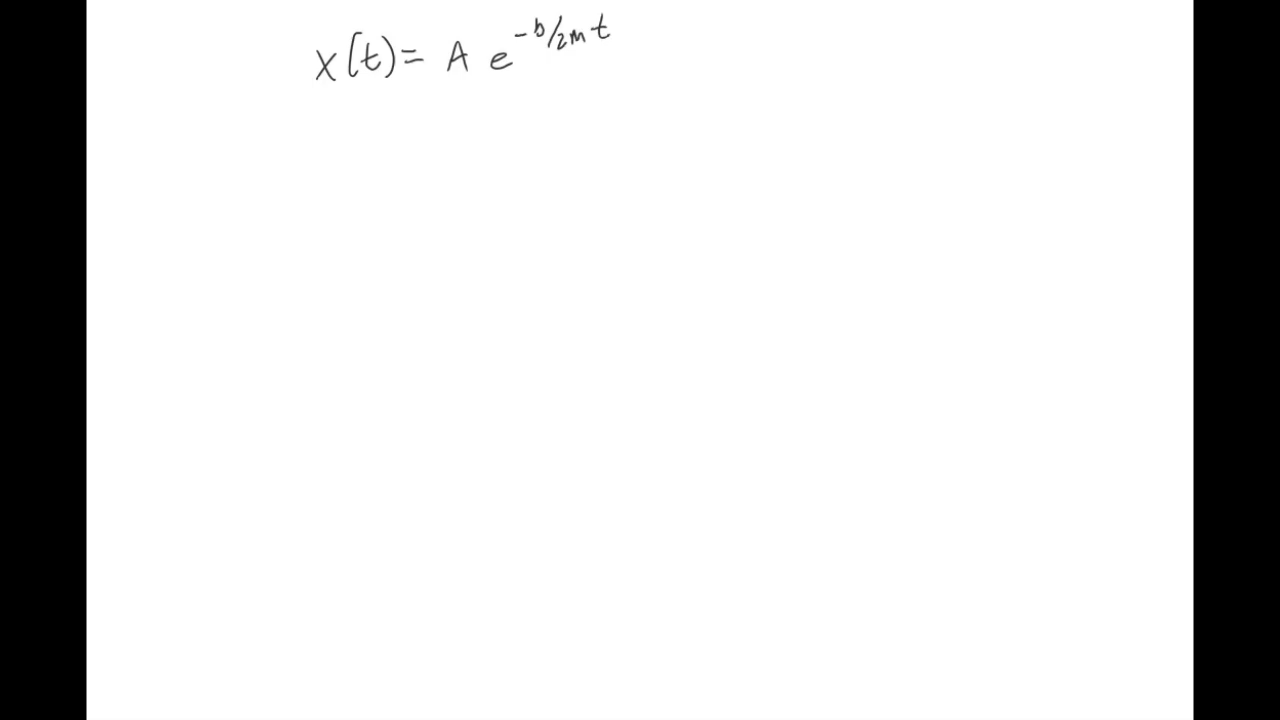 x(t) = A e^{-b/2m t}